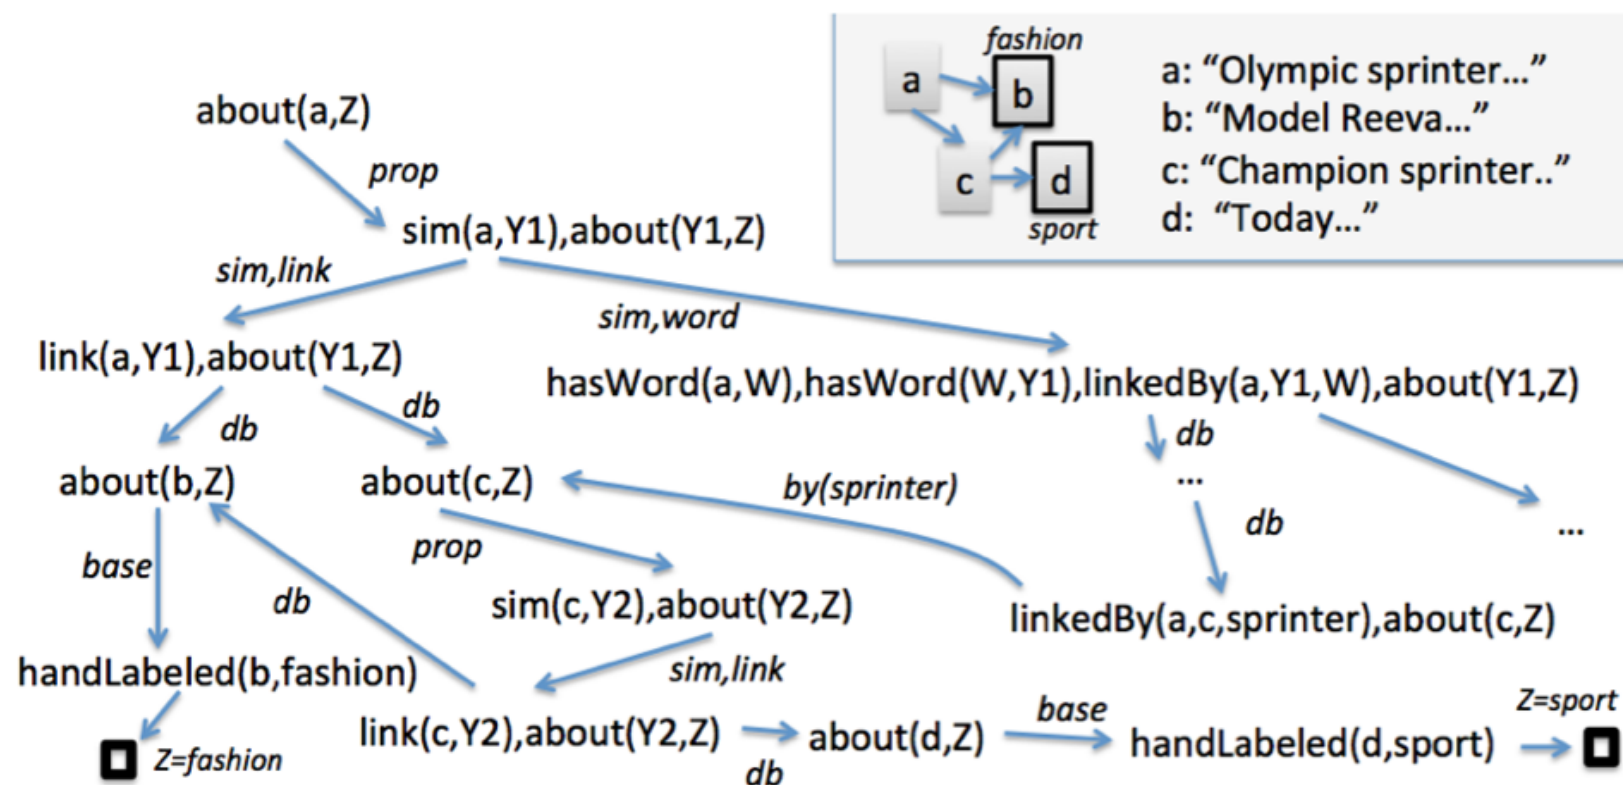 fashion
a
b
c
d
sport
a: “Olympic sprinter...”
b: “Model Reeva...”
c: “Champion sprinter..”
d: “Today...”
about(a,Z)
prop
sim(a,Y1),about(Y1,Z)
sim,link
sim,word
link(a,Y1),about(Y1,Z)
hasWord(a,W),hasWord(W,Y1),linkedBy(a,Y1,W),about(Y1,Z)
db
db
db
...
about(b,Z)
about(c,Z)
by(sprinter)
db
...
base
prop
db
sim(c,Y2),about(Y2,Z)
linkedBy(a,c,sprinter),about(c,Z)
handLabeled(b,fashion)
sim,link
Z=fashion
link(c,Y2),about(Y2,Z)
db
about(d,Z)
base
handLabeled(d,sport)
Z=sport